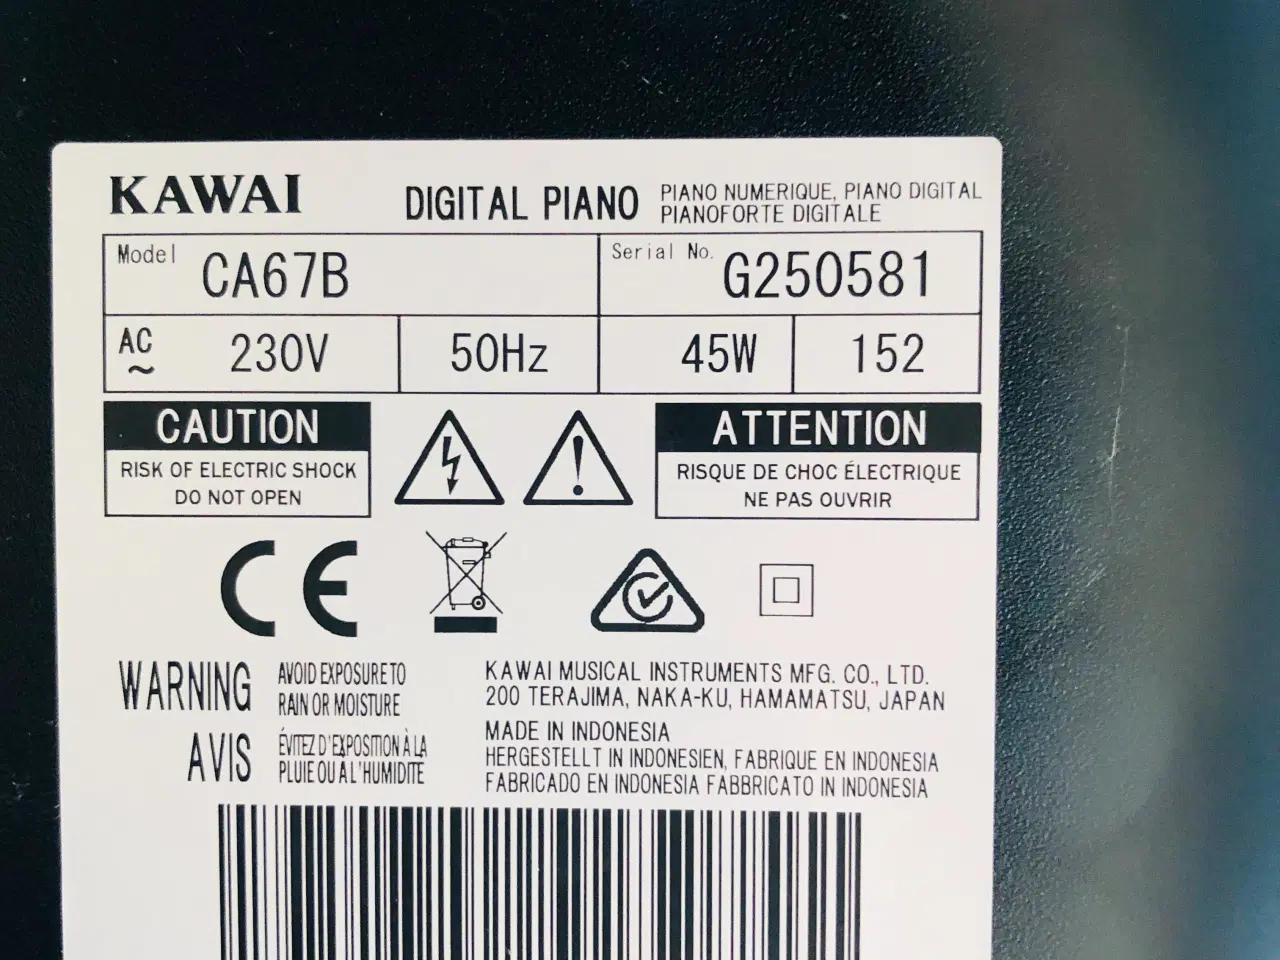 KAWAI
DIGITAL PIANO
PIANO NUMERIQUE, PIANO DIGITAL
PIANOFORTE DIGITALE
Model CA67B
Serial No. G250581
AC ~ 230V 50Hz 45W 152
CAUTION
RISK OF ELECTRIC SHOCK
DO NOT OPEN
ATTENTION
RISQUE DE CHOC ÉLECTRIQUE
NE PAS OUVRIR
CE
WARNING
AVOID EXPOSURE TO
RAIN OR MOISTURE
AVIS
ÉVITEZ D'EXPOSITION À LA
PLUIE OU À L'HUMIDITÉ
KAWAI MUSICAL INSTRUMENTS MFG. CO., LTD.
200 TERAJIMA, NAKA-KU, HAMAMATSU, JAPAN
MADE IN INDONESIA
HERGESTELLT IN INDONESIEN, FABRIQUE EN INDONESIA
FABRICADO EN INDONESIA FABBRICATO IN INDONESIA